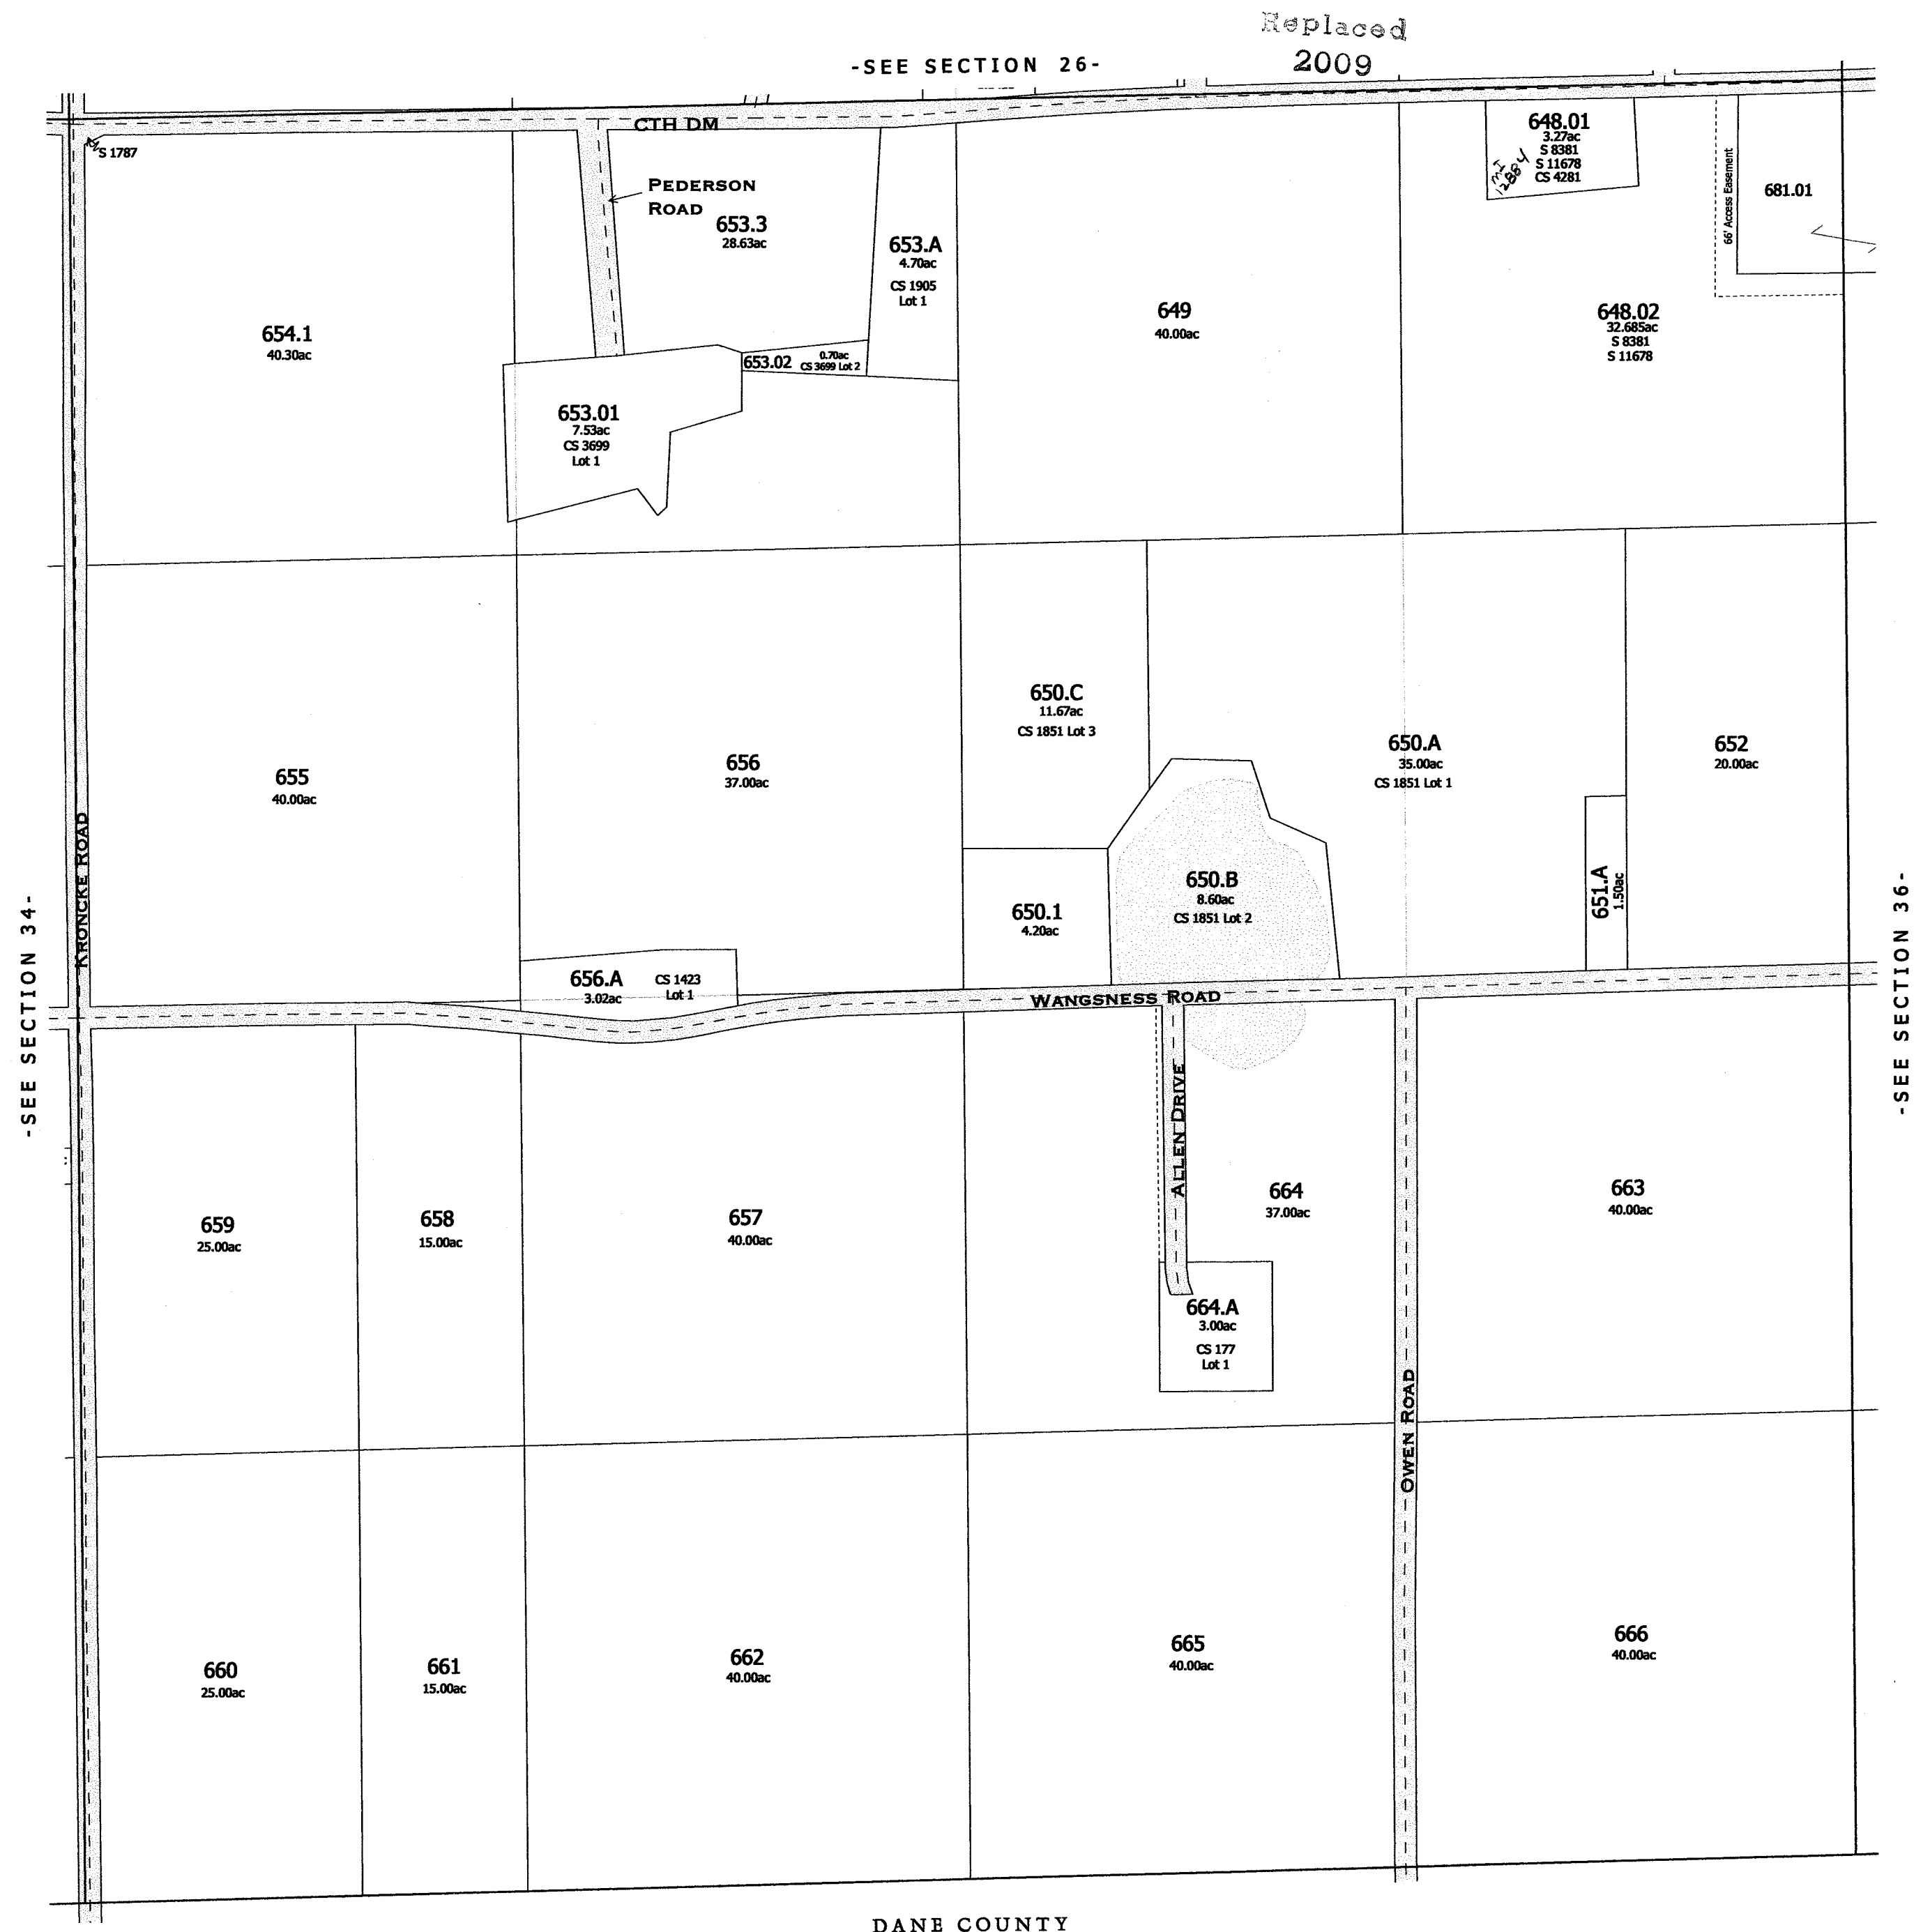 Replaced
2009
-SEE SECTION 26-
CTH DM
S 1787
PEDERSON
ROAD
653.3
28.63ac
653.A
4.70ac
CS 1905
Lot 1
648.01
3.27ac
S 8381
S 11678
CS 4281
MI
12884
66' Access Easement
681.01
654.1
40.30ac
649
40.00ac
648.02
32.685ac
S 8381
S 11678
653.02
0.70ac
CS 3699 Lot 2
653.01
7.53ac
CS 3699
Lot 1
650.C
11.67ac
CS 1851 Lot 3
655
40.00ac
656
37.00ac
650.A
35.00ac
CS 1851 Lot 1
652
20.00ac
KRONCKE ROAD
650.B
8.60ac
CS 1851 Lot 2
651.A
1.50ac
650.1
4.20ac
656.A
3.02ac
CS 1423
Lot 1
WANGSNESS ROAD
-SEE SECTION 34-
-SEE SECTION 36-
ALLEN DRIVE
659
25.00ac
658
15.00ac
657
40.00ac
664
37.00ac
663
40.00ac
664.A
3.00ac
CS 177
Lot 1
OWEN ROAD
660
25.00ac
661
15.00ac
662
40.00ac
665
40.00ac
666
40.00ac
DANE COUNTY